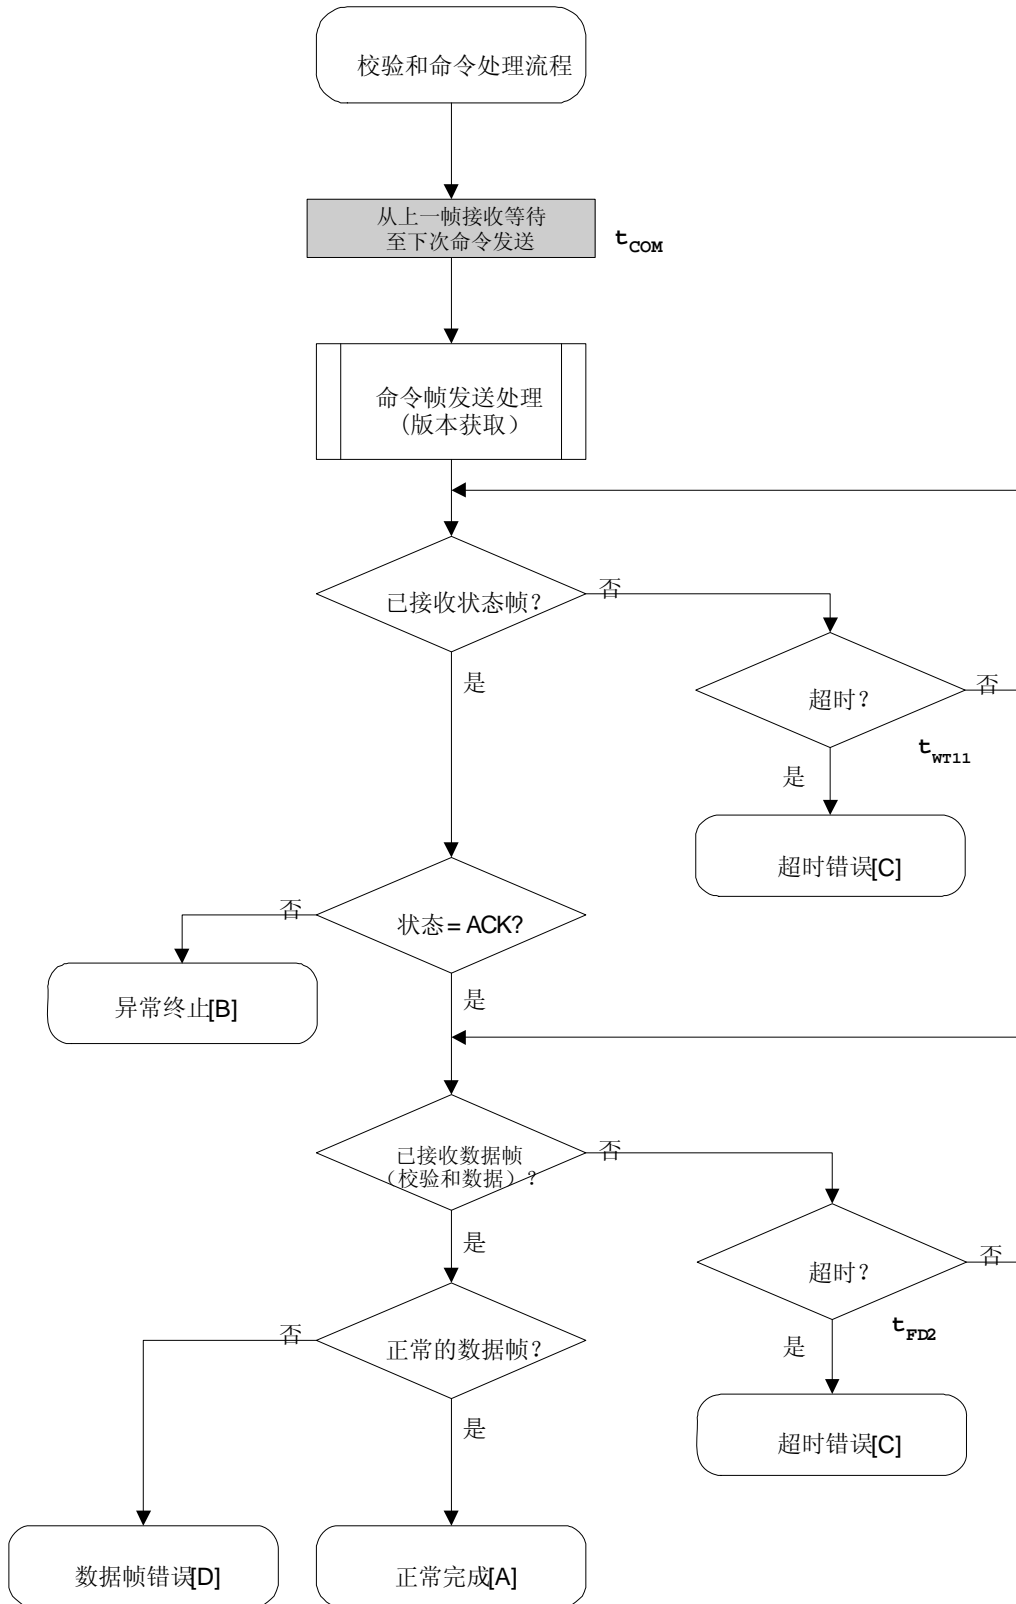 校验和命令处理流程
从上一帧接收等待
至下次命令发送
tCOM
命令帧发送处理
(版本获取）
已接收状态帧？
否
是
超时？
否
tWT11
是
超时错误[C]
状态 = ACK?
否
异常终止[B]
是
已接收数据帧
（校验和数据）？
否
是
超时？
否
tFD2
是
超时错误[C]
正常的数据帧？
否
是
数据帧错误[D]
正常完成[A]